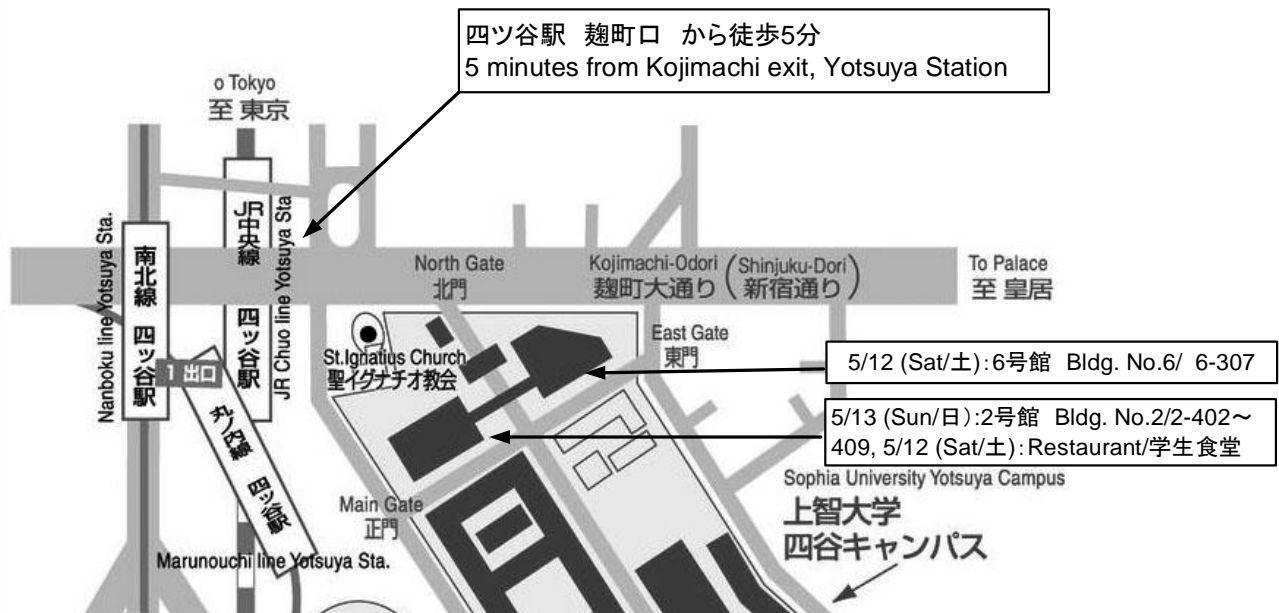 四ツ谷駅 麹町口 から徒歩5分
5 minutes from Kojimachi exit, Yotsuya Station
o Tokyo
至 東京
Nanboku line Yotsuya Sta.
南北線 四ツ谷駅
JR中央線 四ツ谷駅
JR Chuo line Yotsuya Sta
North Gate
北門
Kojimachi-Odori (Shinjuku-Dori)
麹町大通り(新宿通り)
To Palace
至 皇居
St.Ignatius Church
聖イグナチオ教会
East Gate
東門
1 出口
丸ノ内線 四ツ谷駅
5/12 (Sat/土):6号館 Bldg. No.6/ 6-307
5/13 (Sun/日):2号館 Bldg. No.2/2-402～
409, 5/12 (Sat/土):Restaurant/学生食堂
Main Gate
正門
Sophia University Yotsuya Campus
上智大学
四谷キャンパス
Marunouchi line Yotsuya Sta.